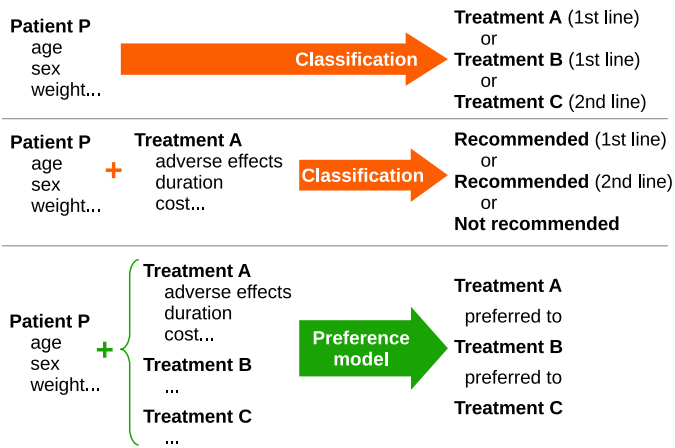 Patient P
age
sex
weight...
Classification
Treatment A (1st line)
or
Treatment B (1st line)
or
Treatment C (2nd line)
Patient P
age
sex
weight...
+
Treatment A
adverse effects
duration
cost...
Classification
Recommended (1st line)
or
Recommended (2nd line)
or
Not recommended
Patient P
age
sex
weight...
+
Treatment A
adverse effects
duration
cost...
Treatment B
...
Treatment C
...
Preference
model
Treatment A
preferred to
Treatment B
preferred to
Treatment C